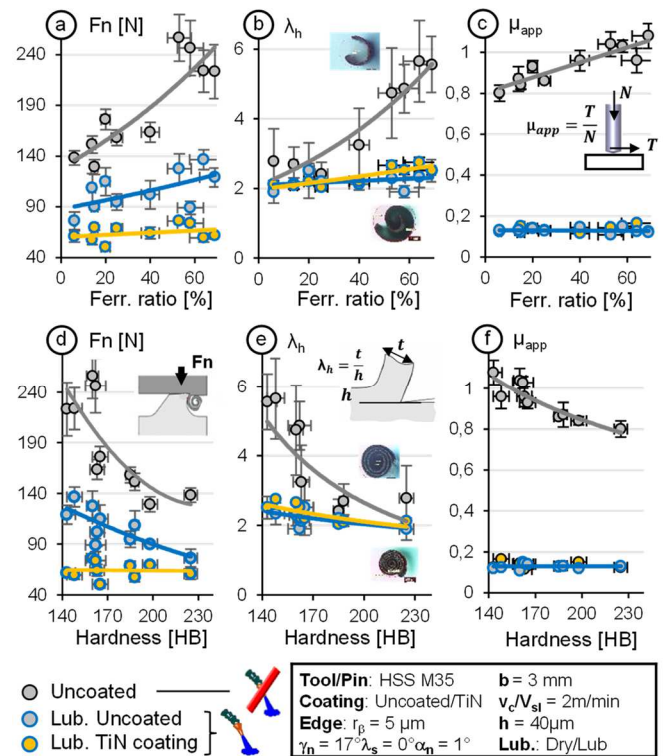 a Fn [N]
240
190
140
90
40
0 20 40 60
Ferr. ratio [%]
b λh
6
4
2
0
0 20 40 60
Ferr. ratio [%]
c μapp
1
0,8
0,6
0,4
0,2
0
0 20 40 60
Ferr. ratio [%]
μapp = T/N
N
T
d Fn [N]
Fn
240
190
140
90
40
140 170 200 230
Hardness [HB]
e λh
λh = t/h
t
h
6
4
2
0
140 170 200 230
Hardness [HB]
f μapp
1
0,8
0,6
0,4
0,2
0
140 170 200 230
Hardness [HB]
Uncoated
Lub. Uncoated
Lub. TiN coating
Tool/Pin: HSS M35 b = 3 mm
Coating: Uncoated/TiN vc/Vsl = 2m/min
Edge: rβ = 5 μm h = 40μm
γn = 17° λs = 0° αn = 1° Lub.: Dry/Lub